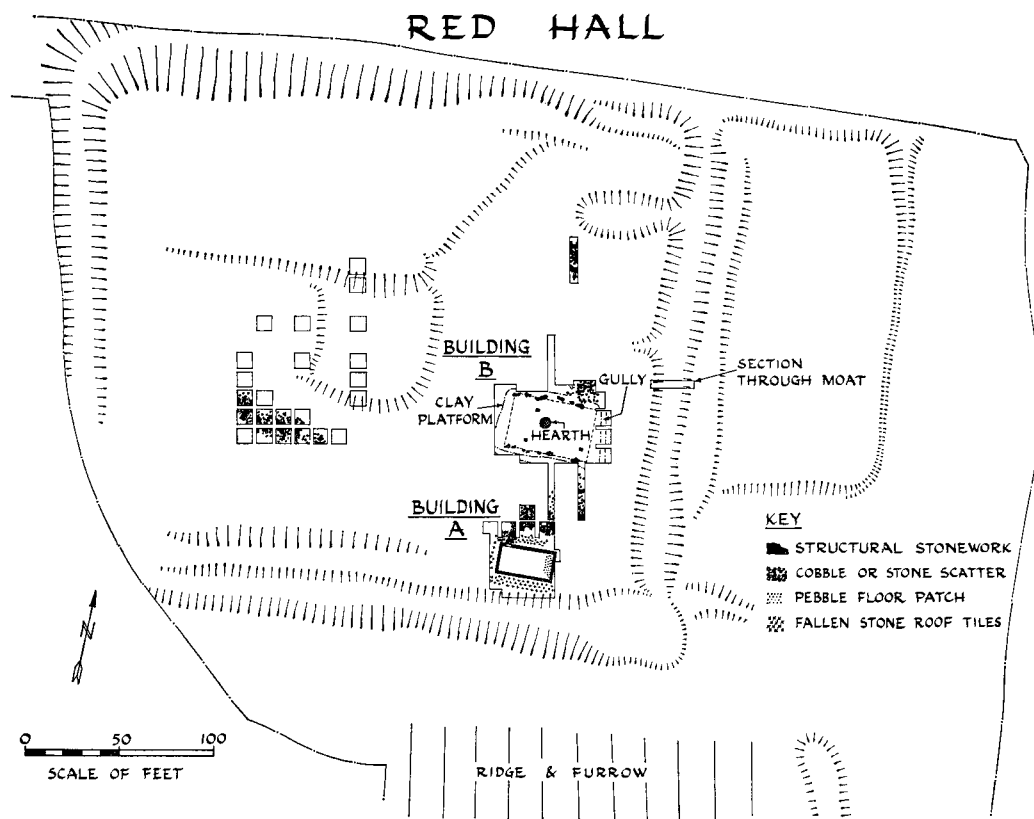 RED HALL
BUILDING
B
GULLY
SECTION
THROUGH MOAT
CLAY
PLATFORM
HEARTH
BUILDING
A
KEY
STRUCTURAL STONEWORK
COBBLE OR STONE SCATTER
PEBBLE FLOOR PATCH
FALLEN STONE ROOF TILES
N
0 50 100
SCALE OF FEET
RIDGE & FURROW